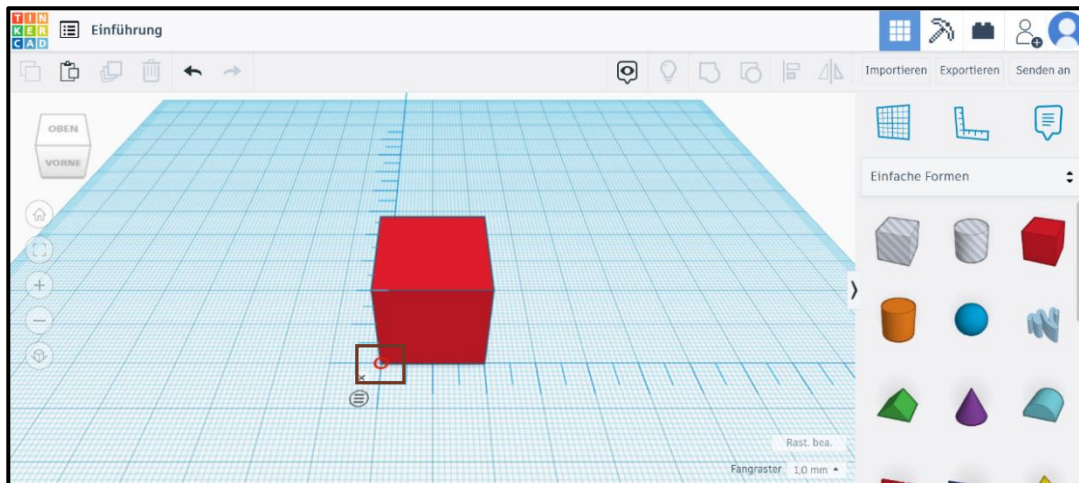 TIN
KER
CAD
Einführung
Importieren
Exportieren
Senden an
OBEN
VORNE
Einfache Formen
Rast. bea.
Fangraster 1,0 mm